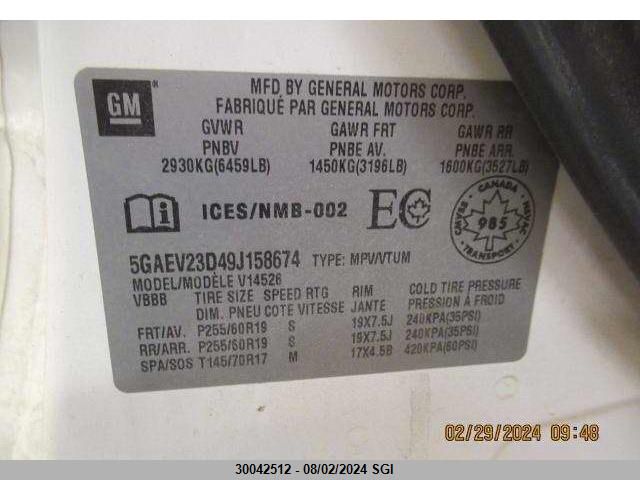 GM
MFD BY GENERAL MOTORS CORP.
FABRIQUÉ PAR GENERAL MOTORS CORP.
GVWR GAWR FRT GAWR RR
PNBV PNBE AV. PNBE ARR.
2930KG(6459LB) 1450KG(3196LB) 1600KG(3527LB)
ICES/NMB-002 EC
CANADA
985
TRANSPORT
5GAEV23D49J158674 TYPE: MPV/VTUM
MODEL/MODÈLE V14526
VBBB TIRE SIZE SPEED RTG RIM COLD TIRE PRESSURE
DIM. PNEU COTE VITESSE JANTE PRESSION À FROID
FRT/AV. P255/60R19 S 19X7.5J 240KPA(35PSI)
RR/ARR. P255/60R19 S 19X7.5J 240KPA(35PSI)
SPA/SOS T145/70R17 M 17X4.5B 420KPA(60PSI)
02/29/2024 09:48
30042512 - 08/02/2024 SGI